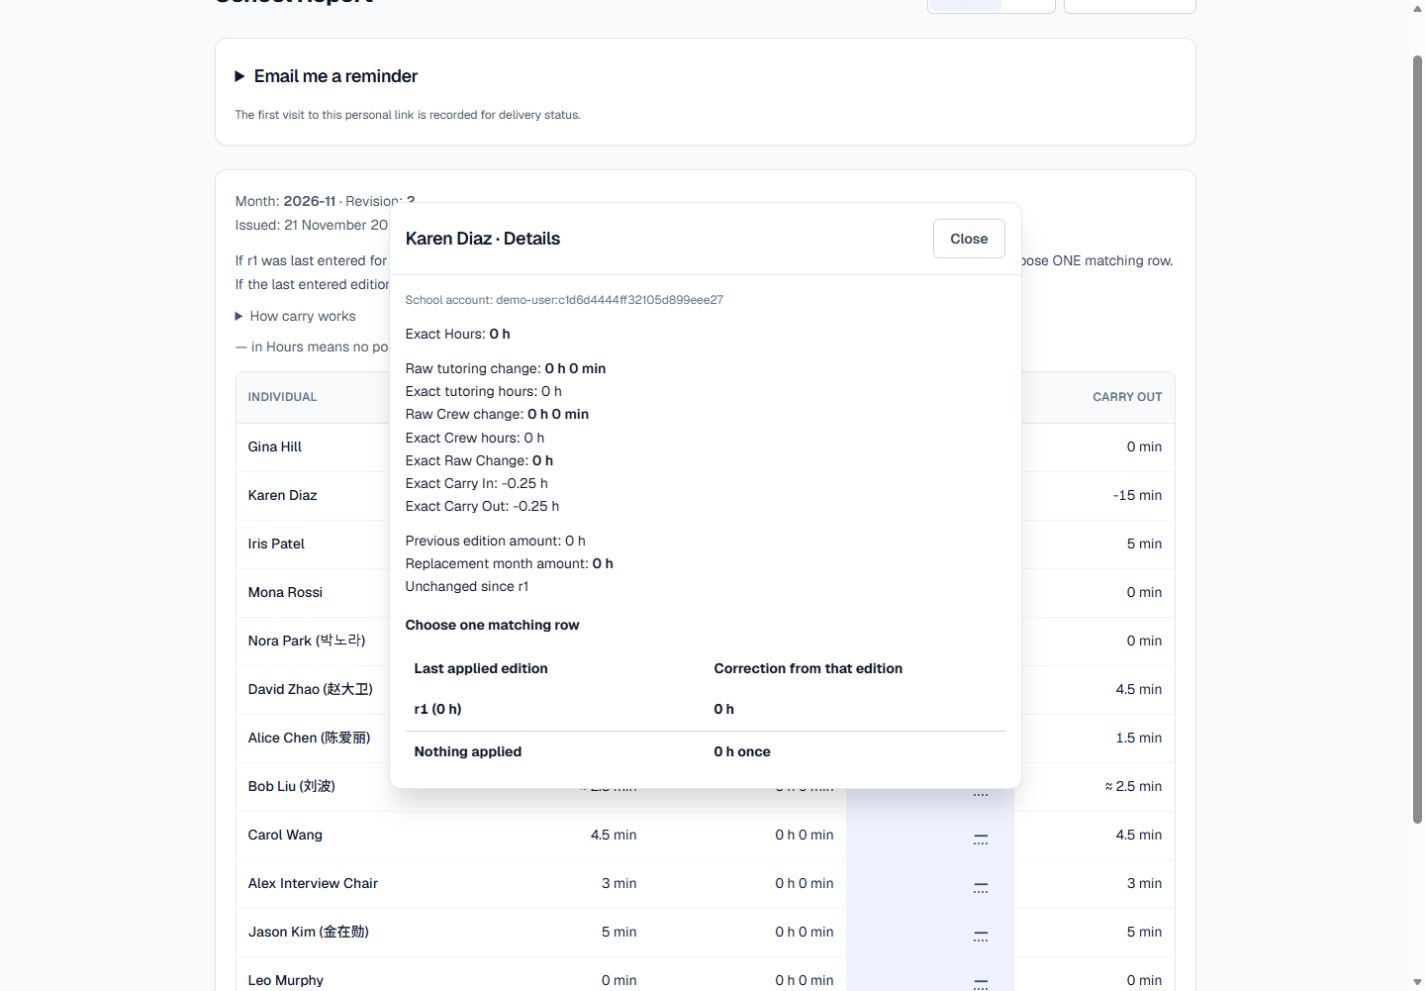 Email me a reminder
The first visit to this personal link is recorded for delivery status.
Month: 2026-11 · Revision: 2
Issued: 21 November 20
If r1 was last entered for
oose ONE matching row.
If the last entered edition
How carry works
— in Hours means no po
Karen Diaz · Details
Close
School account: demo-user:c1d6d4444ff32105d899eee27
Exact Hours: 0 h
Raw tutoring change: 0 h 0 min
Exact tutoring hours: 0 h
Raw Crew change: 0 h 0 min
Exact Crew hours: 0 h
Exact Raw Change: 0 h
Exact Carry In: -0.25 h
Exact Carry Out: -0.25 h
Previous edition amount: 0 h
Replacement month amount: 0 h
Unchanged since r1
Choose one matching row
Last applied edition Correction from that edition
r1 (0 h) 0 h
Nothing applied 0 h once
INDIVIDUAL CARRY OUT
Gina Hill 0 min
Karen Diaz -15 min
Iris Patel 5 min
Mona Rossi 0 min
Nora Park (박노라) 0 min
David Zhao (赵大卫) 4.5 min
Alice Chen (陈爱丽) 1.5 min
Bob Liu (刘波) ≈ 2.5 min
Carol Wang 4.5 min 0 h 0 min — 4.5 min
Alex Interview Chair 3 min 0 h 0 min — 3 min
Jason Kim (金在勋) 5 min 0 h 0 min — 5 min
Leo Murphy 0 min 0 h 0 min — 0 min